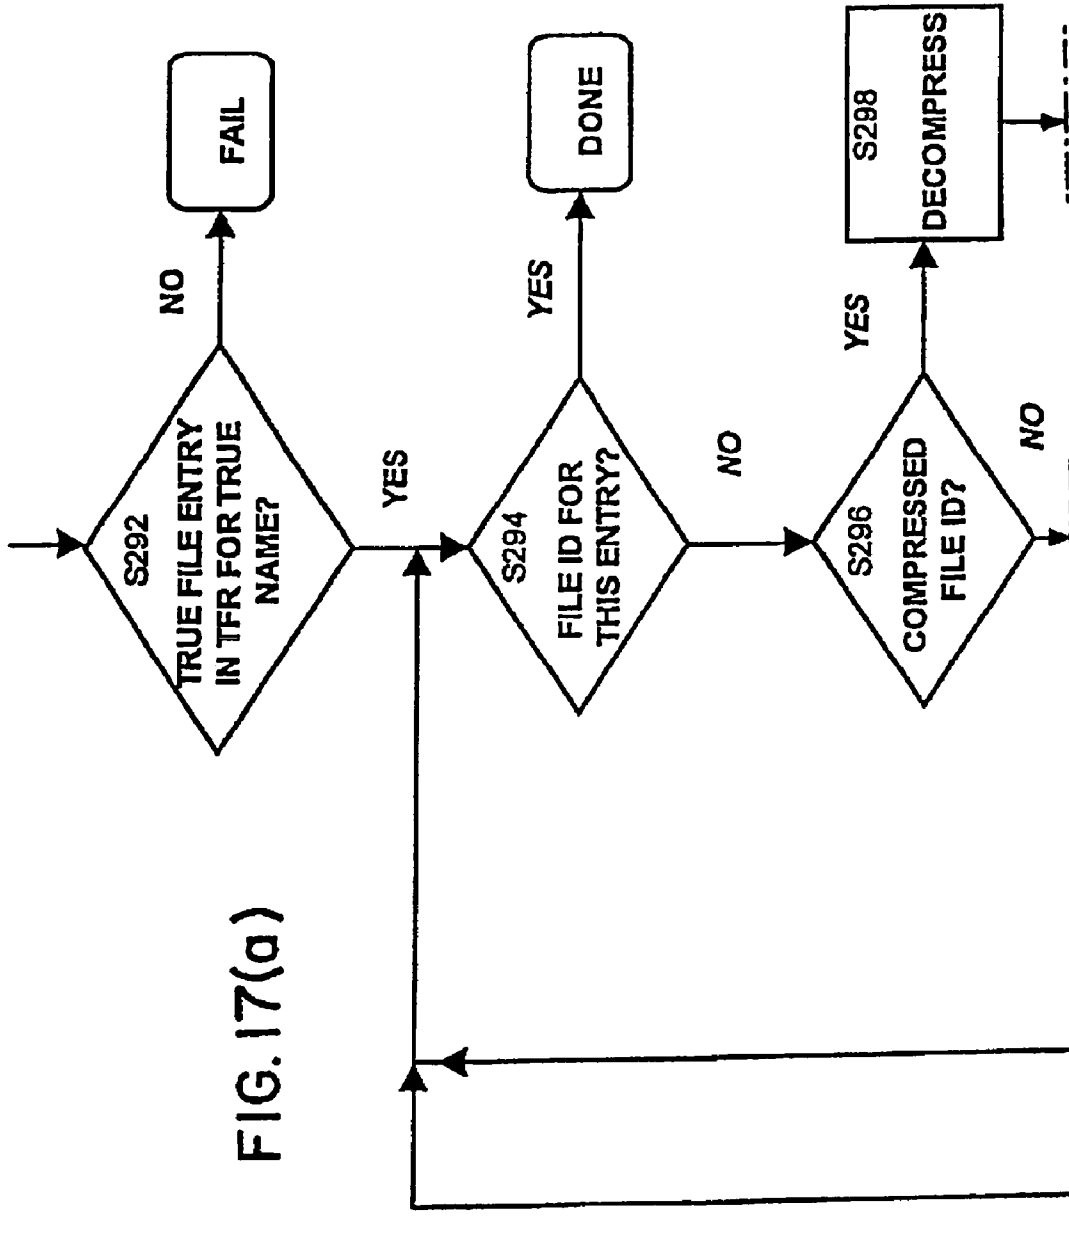 FIG. 17(a)
S292
TRUE FILE ENTRY
IN TFR FOR TRUE
NAME?
NO
FAIL
YES
S294
FILE ID FOR
THIS ENTRY?
YES
DONE
NO
S296
COMPRESSED
FILE ID?
YES
S298
DECOMPRESS
NO